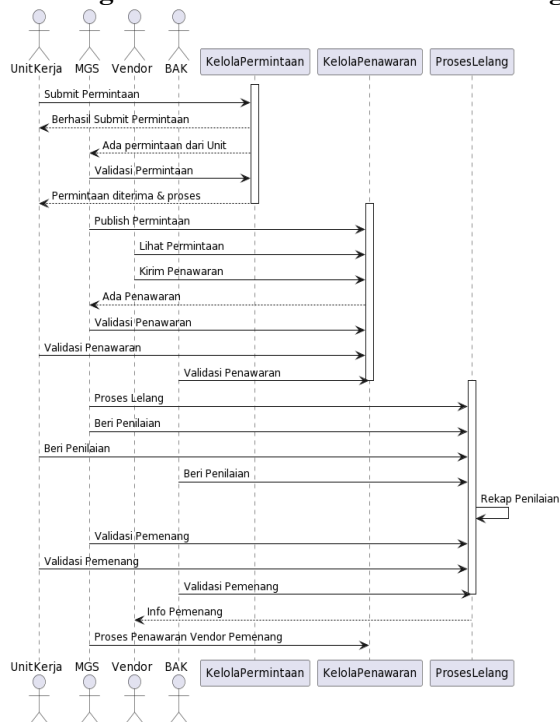 UnitKerja MGS Vendor BAK KelolaPermintaan KelolaPenawaran ProsesLelang
Submit Permintaan
Berhasil Submit Permintaan
Ada permintaan dari Unit
Validasi Permintaan
Permintaan diterima & proses
Publish Permintaan
Lihat Permintaan
Kirim Penawaran
Ada Penawaran
Validasi Penawaran
Validasi Penawaran
Validasi Penawaran
Proses Lelang
Beri Penilaian
Beri Penilaian
Beri Penilaian
Rekap Penilaian
Validasi Pemenang
Validasi Pemenang
Validasi Pemenang
Info Pemenang
Proses Penawaran Vendor Pemenang
UnitKerja MGS Vendor BAK KelolaPermintaan KelolaPenawaran ProsesLelang